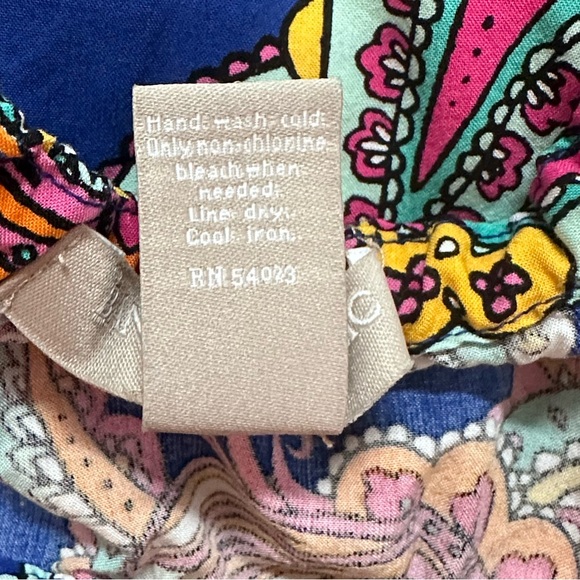 Hand wash cold.
Only non-chlorine
bleach when
needed.
Line dry.
Cool iron.
RN 54023